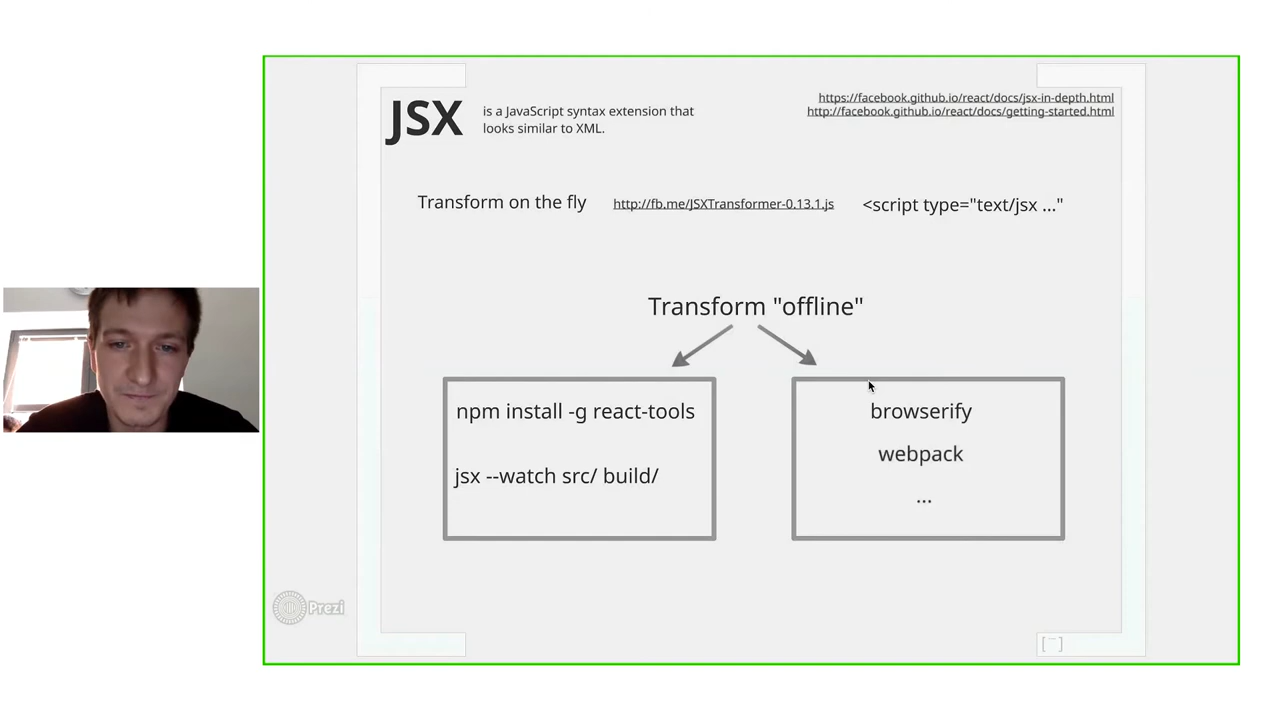 JSX
is a JavaScript syntax extension that
looks similar to XML.
https://facebook.github.io/react/docs/jsx-in-depth.html
http://facebook.github.io/react/docs/getting-started.html
Transform on the fly
http://fb.me/JSXTransformer-0.13.1.js
<script type="text/jsx ..."
Transform "offline"
npm install -g react-tools
jsx --watch src/ build/
browserify
webpack
...
Prezi